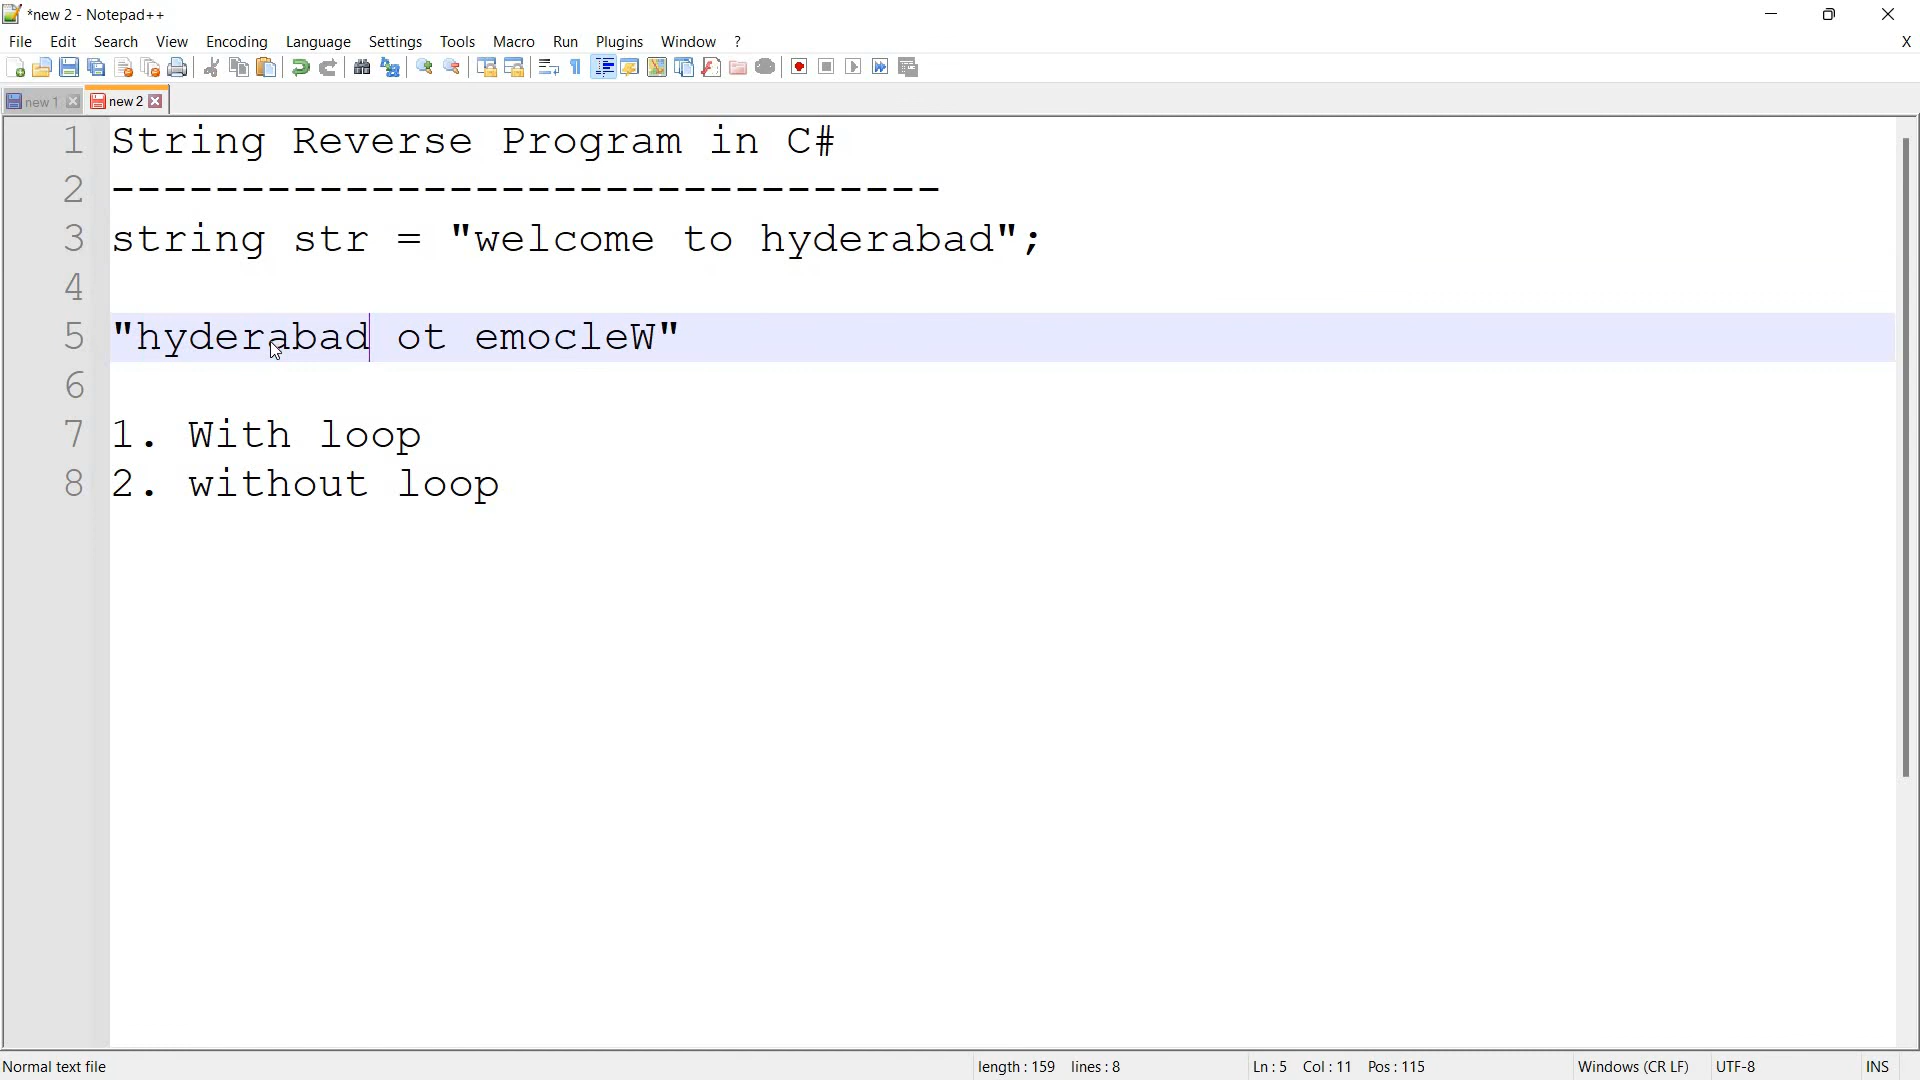 *new 2 - Notepad++
File Edit Search View Encoding Language Settings Tools Macro Run Plugins Window ? X
new 1 new 2
1 String Reverse Program in C#
2 --------------------------------
3 string str = "welcome to hyderabad";
4
5 "hyderabad ot emocleW"
6
7 1. With loop
8 2. without loop
Normal text file length : 159 lines : 8 Ln : 5 Col : 11 Pos : 115 Windows (CR LF) UTF-8 INS